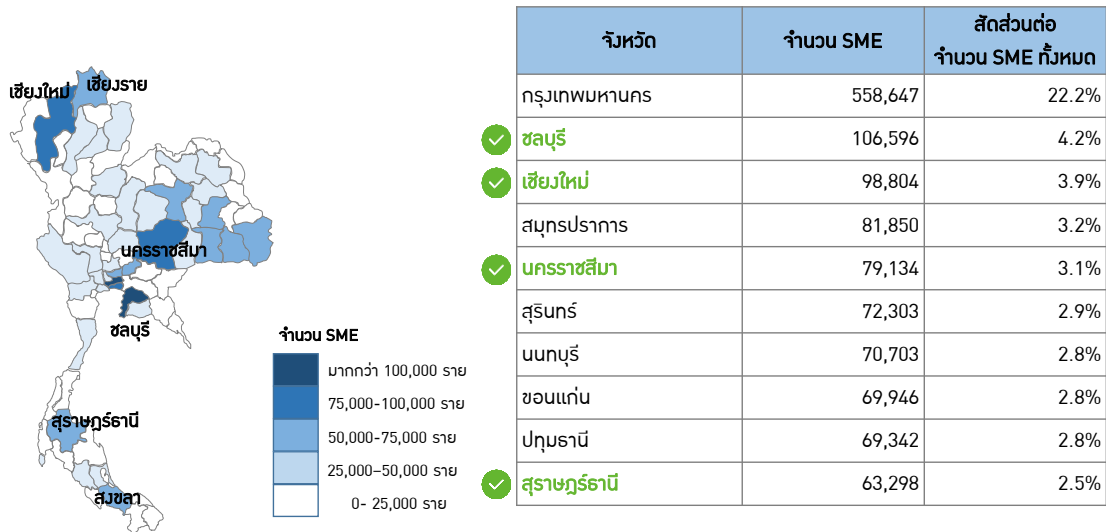 เชียงใหม่
เชียงราย
นครราชสีมา
ชลบุรี
สุราษฎร์ธานี
สงขลา
จำนวน SME
มากกว่า 100,000 ราย
75,000-100,000 ราย
50,000-75,000 ราย
25,000–50,000 ราย
0- 25,000 ราย
จังหวัด จำนวน SME สัดส่วนต่อ
จำนวน SME ทั้งหมด
กรุงเทพมหานคร 558,647 22.2%
ชลบุรี 106,596 4.2%
เชียงใหม่ 98,804 3.9%
สมุทรปราการ 81,850 3.2%
นครราชสีมา 79,134 3.1%
สุรินทร์ 72,303 2.9%
นนทบุรี 70,703 2.8%
ขอนแก่น 69,946 2.8%
ปทุมธานี 69,342 2.8%
สุราษฎร์ธานี 63,298 2.5%